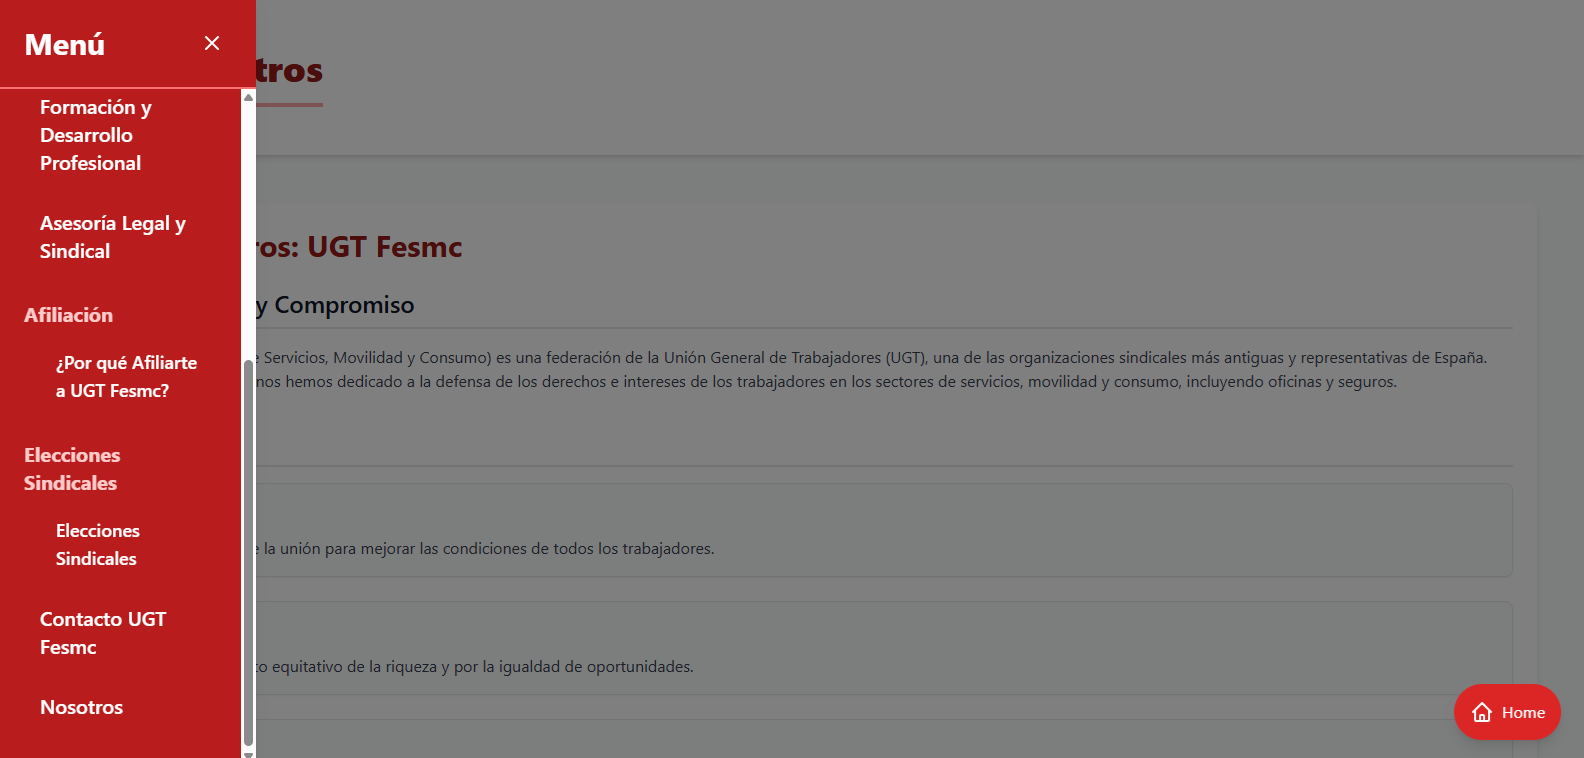 Menú
Formación y
Desarrollo
Profesional
Asesoría Legal y
Sindical
Afiliación
¿Por qué Afiliarte
a UGT Fesmc?
Elecciones
Sindicales
Elecciones
Sindicales
Contacto UGT
Fesmc
Nosotros
tros
ros: UGT Fesmc
y Compromiso
e Servicios, Movilidad y Consumo) es una federación de la Unión General de Trabajadores (UGT), una de las organizaciones sindicales más antiguas y representativas de España.
nos hemos dedicado a la defensa de los derechos e intereses de los trabajadores en los sectores de servicios, movilidad y consumo, incluyendo oficinas y seguros.
e la unión para mejorar las condiciones de todos los trabajadores.
o equitativo de la riqueza y por la igualdad de oportunidades.
Home